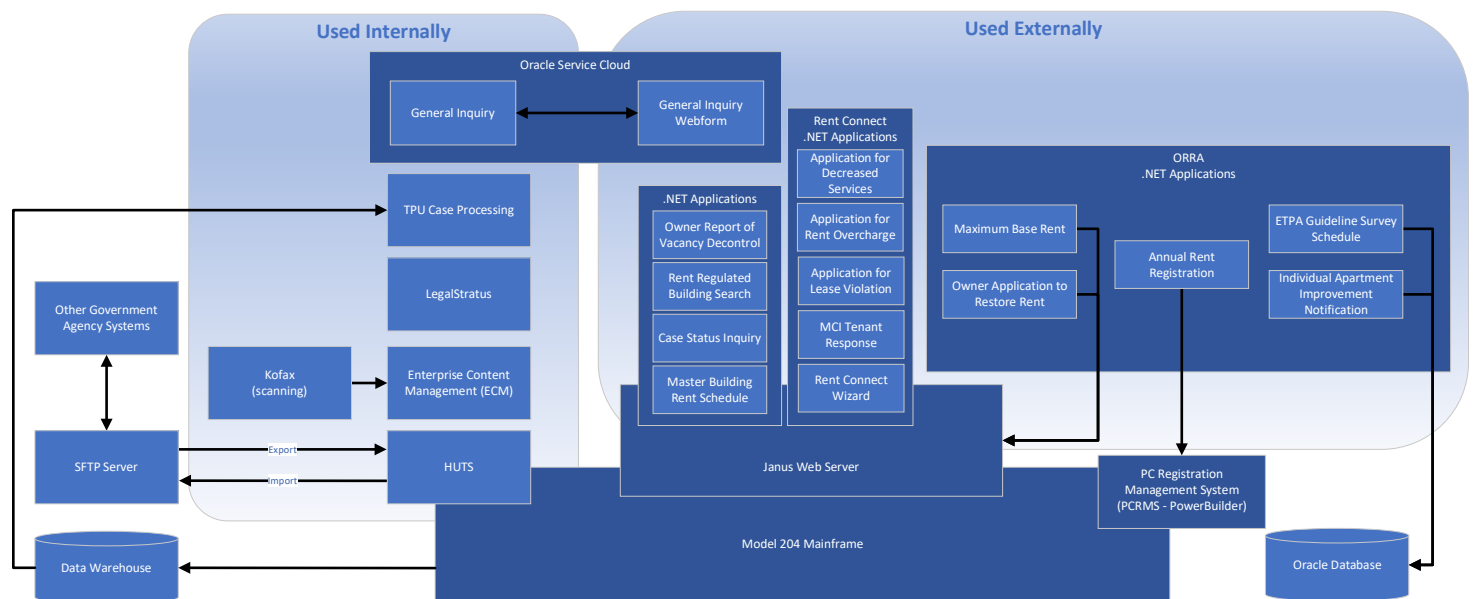 Used Internally
Used Externally
Oracle Service Cloud
General Inquiry
General Inquiry
Webform
TPU Case Processing
LegalStratus
Other Government
Agency Systems
Kofax
(scanning)
Enterprise Content
Management (ECM)
SFTP Server
Export
Import
HUTS
Data Warehouse
.NET Applications
Owner Report of
Vacancy Decontrol
Rent Regulated
Building Search
Case Status Inquiry
Master Building
Rent Schedule
Rent Connect
.NET Applications
Application for
Decreased
Services
Application for
Rent Overcharge
Application for
Lease Violation
MCI Tenant
Response
Rent Connect
Wizard
ORRA
.NET Applications
Maximum Base Rent
Owner Application to
Restore Rent
Annual Rent
Registration
ETPA Guideline Survey
Schedule
Individual Apartment
Improvement
Notification
Janus Web Server
PC Registration
Management System
(PCRMS - PowerBuilder)
Model 204 Mainframe
Oracle Database